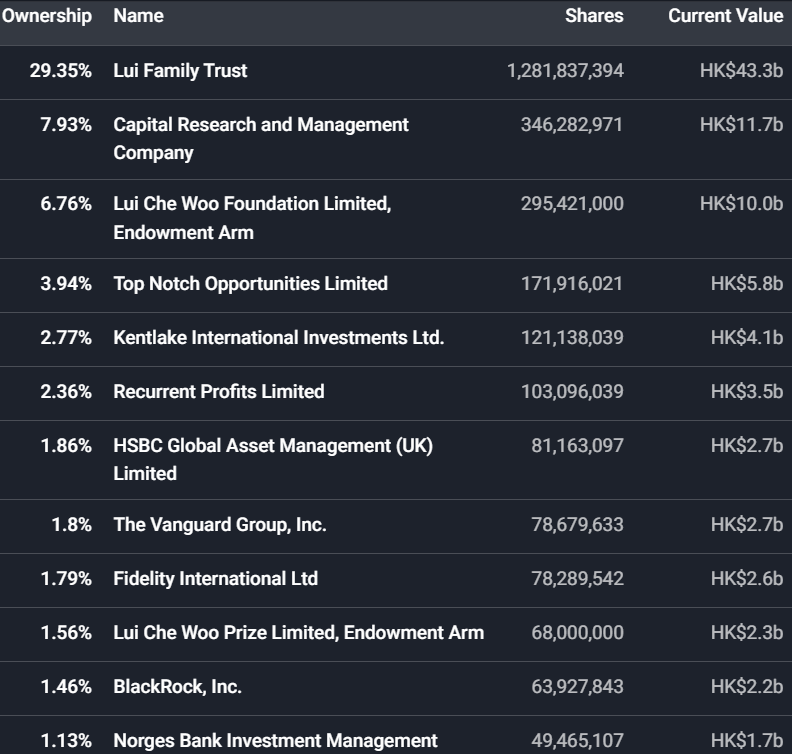 Ownership Name Shares Current Value
29.35% Lui Family Trust 1,281,837,394 HK$43.3b
7.93% Capital Research and Management 346,282,971 HK$11.7b
Company
6.76% Lui Che Woo Foundation Limited, 295,421,000 HK$10.0b
Endowment Arm
3.94% Top Notch Opportunities Limited 171,916,021 HK$5.8b
2.77% Kentlake International Investments Ltd. 121,138,039 HK$4.1b
2.36% Recurrent Profits Limited 103,096,039 HK$3.5b
1.86% HSBC Global Asset Management (UK) 81,163,097 HK$2.7b
Limited
1.8% The Vanguard Group, Inc. 78,679,633 HK$2.7b
1.79% Fidelity International Ltd 78,289,542 HK$2.6b
1.56% Lui Che Woo Prize Limited, Endowment Arm 68,000,000 HK$2.3b
1.46% BlackRock, Inc. 63,927,843 HK$2.2b
1.13% Norges Bank Investment Management 49,465,107 HK$1.7b